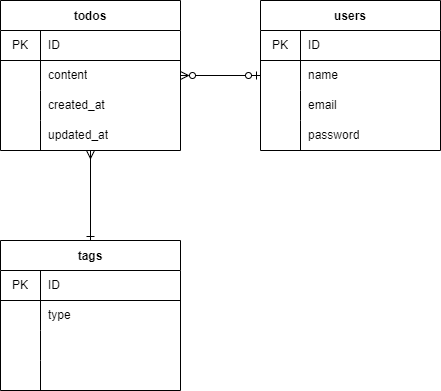 todos
PK ID
content
created_at
updated_at
users
PK ID
name
email
password
tags
PK ID
type